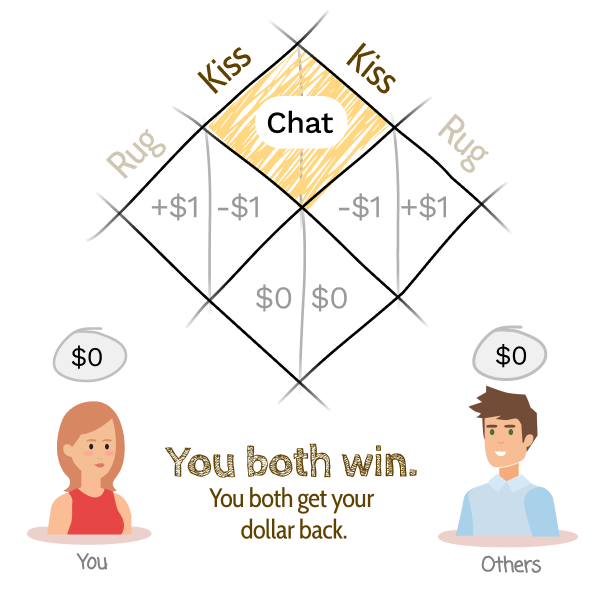 Kiss
Kiss
Chat
Rug
Rug
+$1
-$1
-$1
+$1
$0
$0
$0
$0
You both win.
You both get your
dollar back.
You
Others